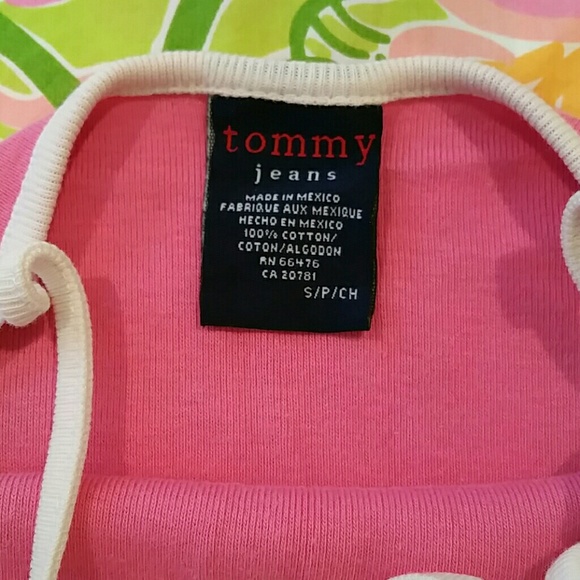 tommy
jeans
MADE IN MEXICO
FABRIQUE AUX MEXIQUE
HECHO EN MEXICO
100% COTTON/
COTON/ALGODON
RN 66476
CA 20781
S/P/CH